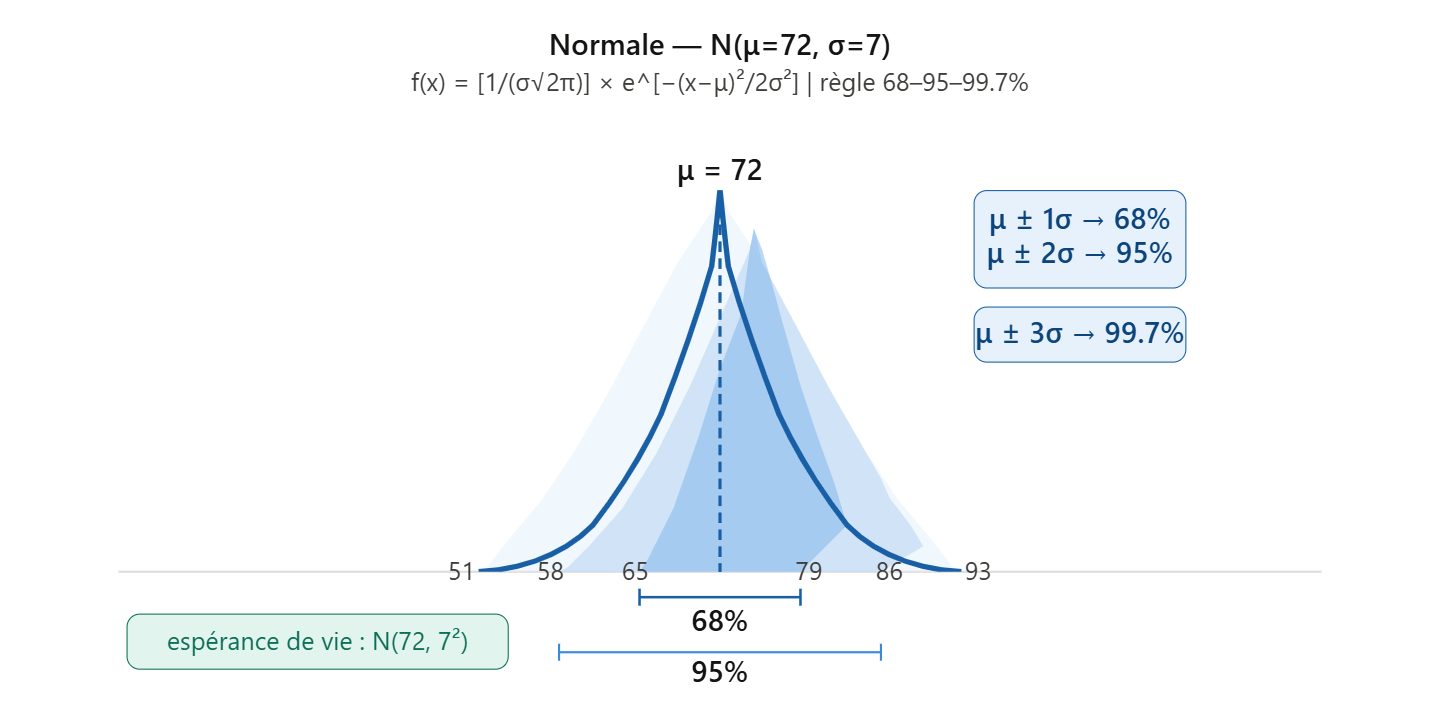 Normale — N(μ=72, σ=7)
f(x) = [1/(σ√2π)] × e^[−(x−μ)²/2σ²] | règle 68–95–99.7%
μ = 72
μ ± 1σ → 68%
μ ± 2σ → 95%
μ ± 3σ → 99.7%
51 58 65 79 86 93
68%
espérance de vie : N(72, 7²)
95%